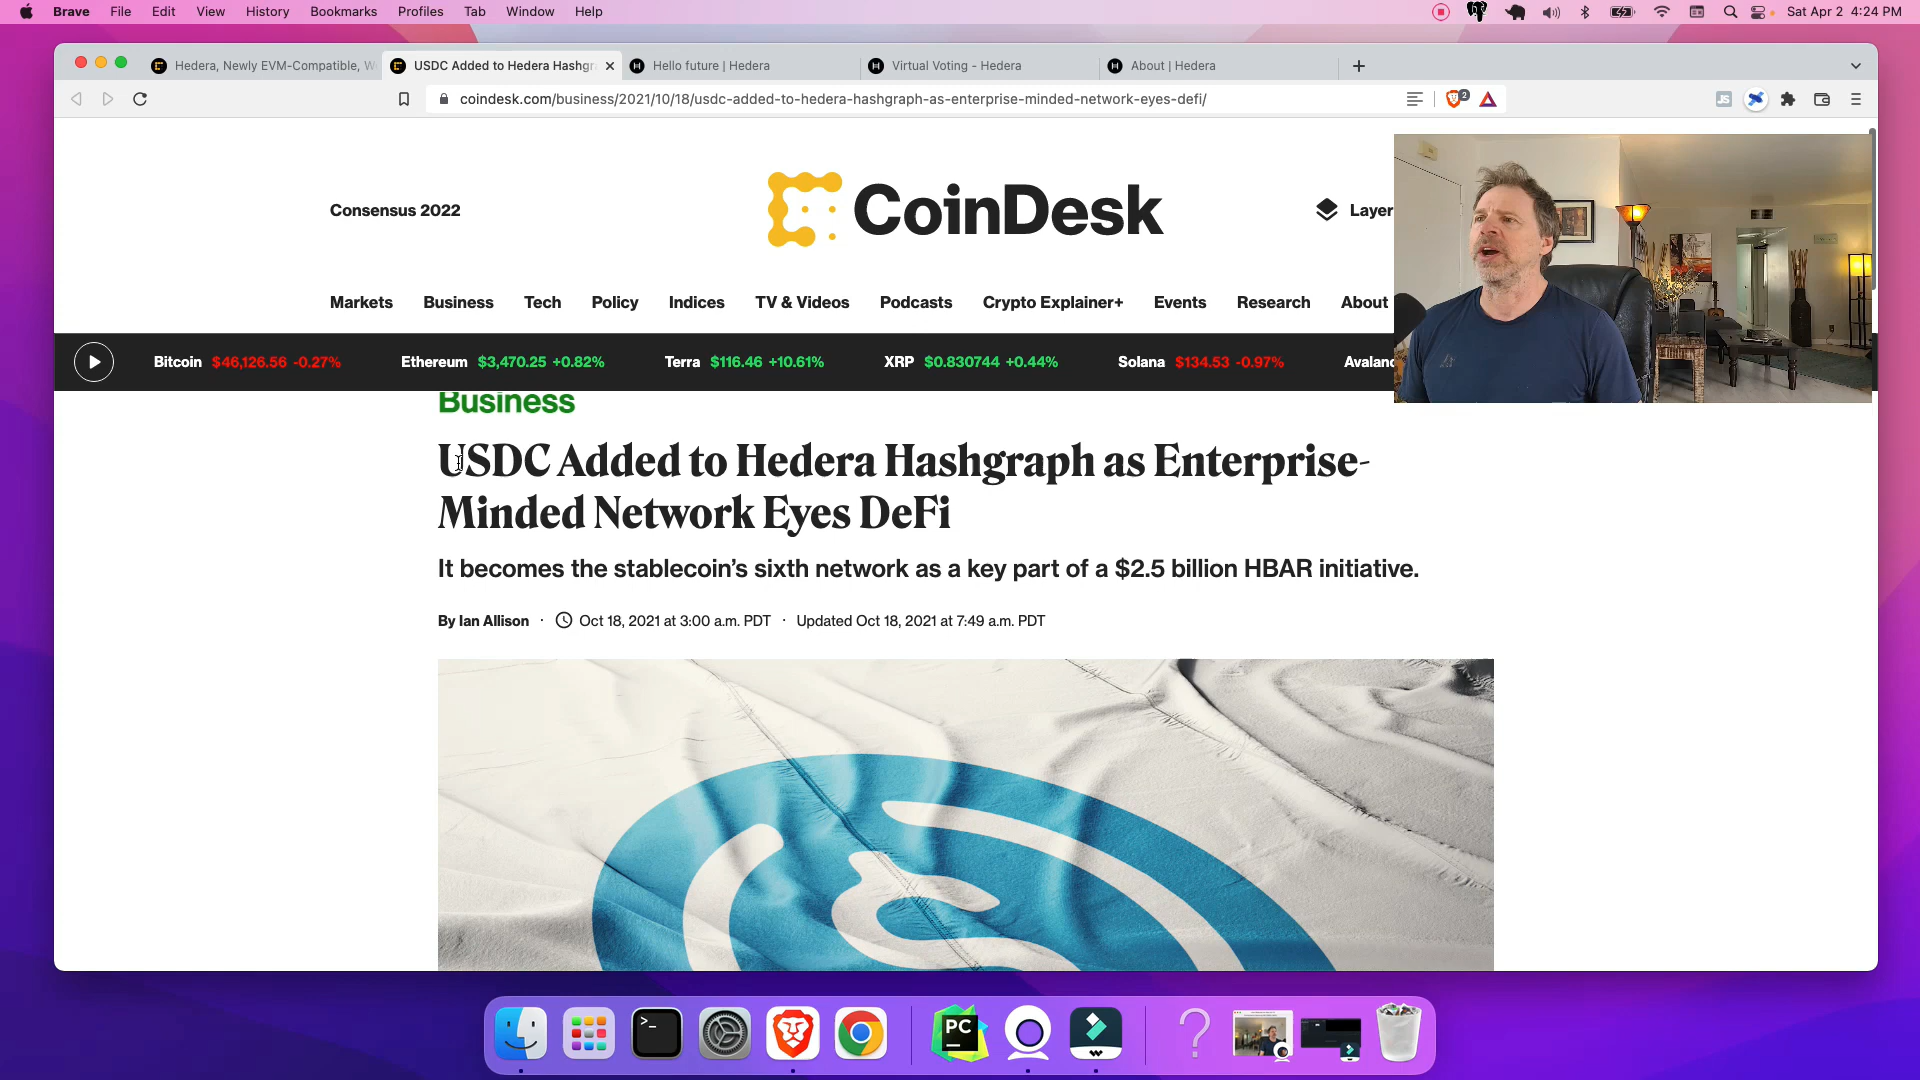 Brave File Edit View History Bookmarks Profiles Tab Window Help
Sat Apr 2 4:24 PM
Hedera, Newly EVM-Compatible, W
USDC Added to Hedera Hashgr
Hello future | Hedera
Virtual Voting - Hedera
About | Hedera
coindesk.com/business/2021/10/18/usdc-added-to-hedera-hashgraph-as-enterprise-minded-network-eyes-defi/
2
JS
Consensus 2022
CoinDesk
Layer
Markets Business Tech Policy Indices TV & Videos Podcasts Crypto Explainer+ Events Research About
Bitcoin $46,126.56 -0.27% Ethereum $3,470.25 +0.82% Terra $116.46 +10.61% XRP $0.830744 +0.44% Solana $134.53 -0.97% Avalanc
Business
USDC Added to Hedera Hashgraph as Enterprise-
Minded Network Eyes DeFi
It becomes the stablecoin's sixth network as a key part of a $2.5 billion HBAR initiative.
By Ian Allison · Oct 18, 2021 at 3:00 a.m. PDT · Updated Oct 18, 2021 at 7:49 a.m. PDT
>_
PC
?